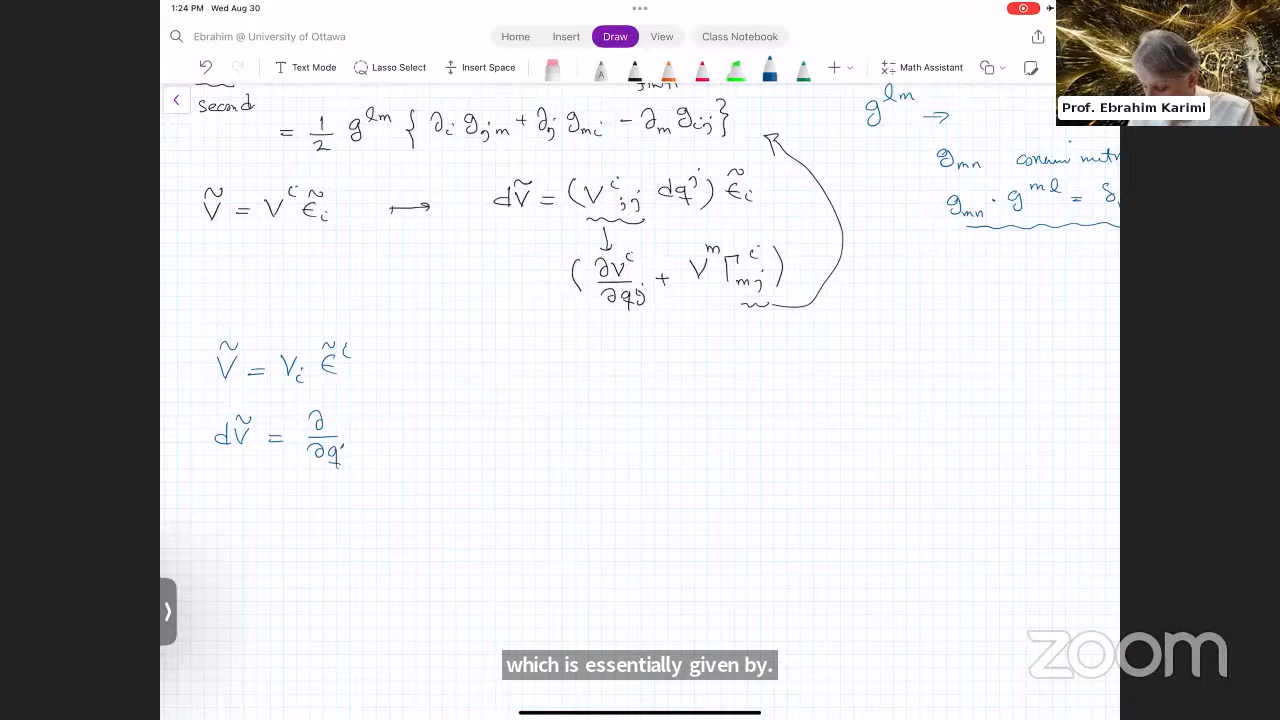 1:24 PM Wed Aug 30
Ebrahim @ University of Ottawa
Home Insert Draw View Class Notebook
Text Mode Lasso Select Insert Space Math Assistant
Prof. Ebrahim Karimi
second
= 1/2 g^{lm} { ∂_i g_{jm} + ∂_j g_{mi} − ∂_m g_{ij} }
g^{lm} →
g_{mn}
g_{mn} · g^{ml} = δ
Ṽ = V^i ε̃_i → dṼ = (V^i_{;j} dq^j) ε̃_i
↓
( ∂V^i/∂q^j + V^m Γ^i_{mj} )
Ṽ = V_i ε̃^i
dṼ = ∂/∂q
which is essentially given by.
zoom